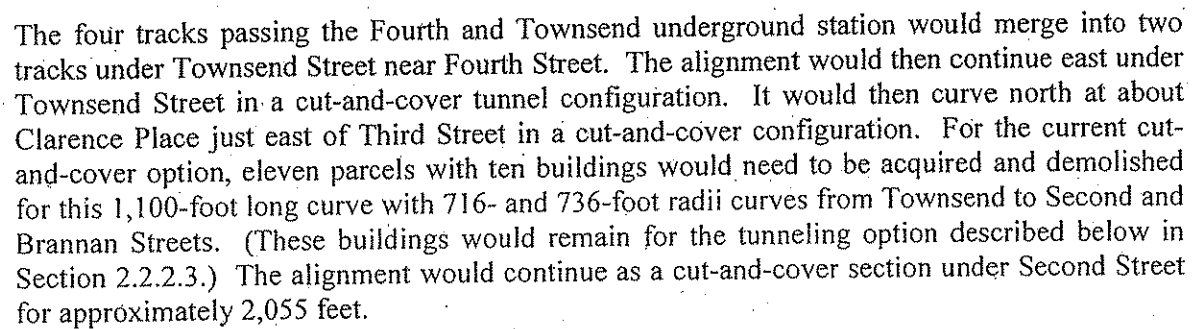 The four tracks passing the Fourth and Townsend underground station would merge into two
tracks under Townsend Street near Fourth Street. The alignment would then continue east under
Townsend Street in a cut-and-cover tunnel configuration. It would then curve north at about
Clarence Place just east of Third Street in a cut-and-cover configuration. For the current cut-
and-cover option, eleven parcels with ten buildings would need to be acquired and demolished
for this 1,100-foot long curve with 716- and 736-foot radii curves from Townsend to Second and
Brannan Streets. (These buildings would remain for the tunneling option described below in
Section 2.2.2.3.) The alignment would continue as a cut-and-cover section under Second Street
for approximately 2,055 feet.